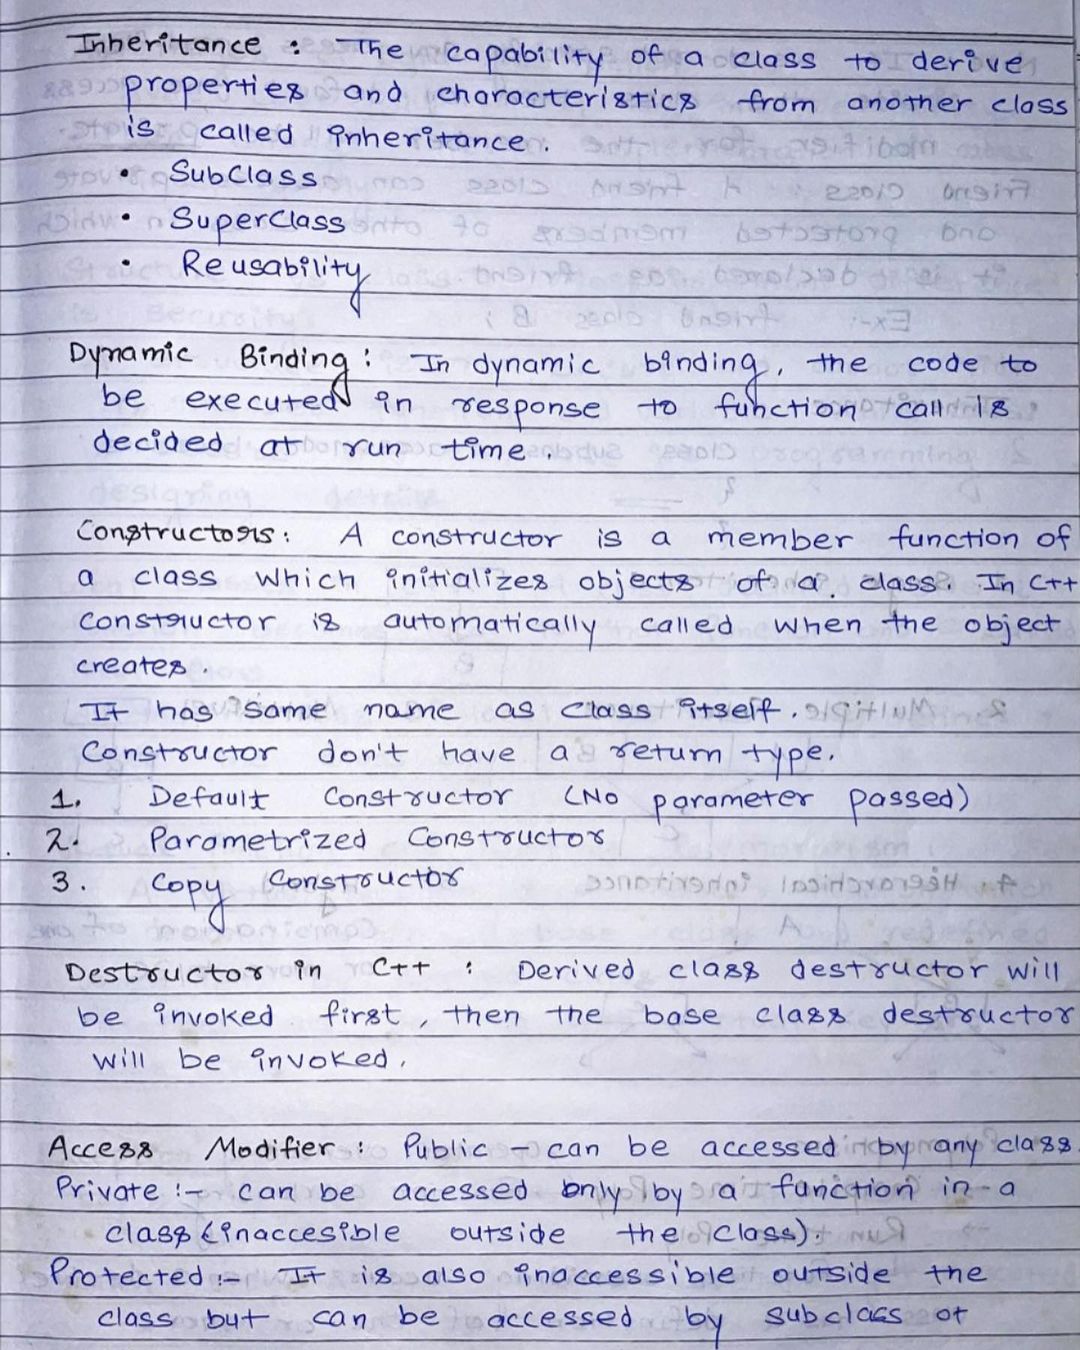 Inheritance : The capability of a class to derive
properties and characteristics from another class
is called inheritance.
• SubClass
• SuperClass
• Reusability
Dynamic Binding : In dynamic binding, the code to
be executed in response to function call is
decided at run time.
Constructors : A constructor is a member function of
a class which initializes objects of a class. In C++
Constructor is automatically called when the object
creates.
It has same name as class itself.
Constructor don't have a return type.
1. Default Constructor (No parameter passed)
2. Parametrized Constructor
3. Copy Constructor
Destructor in C++ : Derived class destructor will
be invoked first, then the base class destructor
will be invoked.
Access Modifier : Public - can be accessed by any class
Private :- can be accessed only by a function in a
class (inaccesible outside the class).
Protected :- It is also inaccessible outside the
class but can be accessed by subclass of